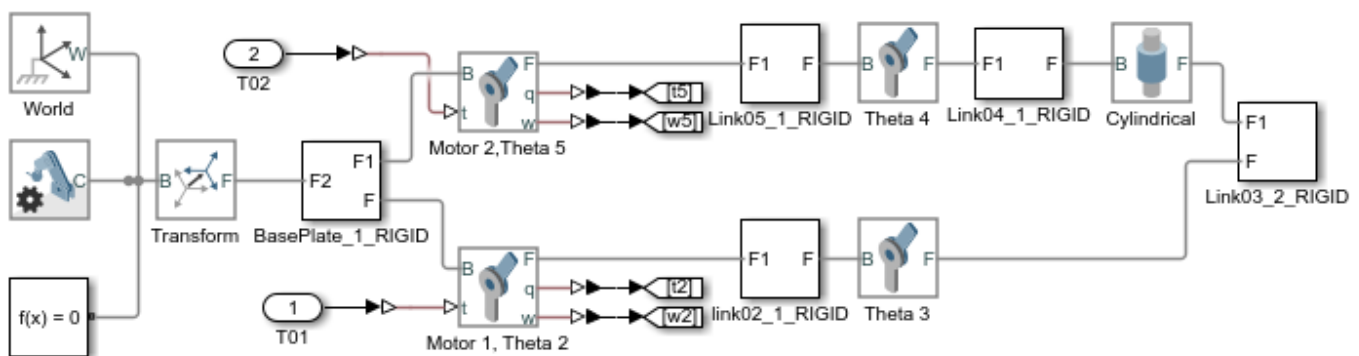 W
World
C
f(x) = 0
B
F
Transform
F2
F1
F
BasePlate_1_RIGID
2
T02
B
t
F
q
w
Motor 2,Theta 5
[t5]
[w5]
F1
F
Link05_1_RIGID
B
F
Theta 4
F1
F
Link04_1_RIGID
B
F
Cylindrical
F1
F
Link03_2_RIGID
1
T01
B
t
F
q
w
Motor 1, Theta 2
[t2]
[w2]
F1
F
link02_1_RIGID
B
F
Theta 3